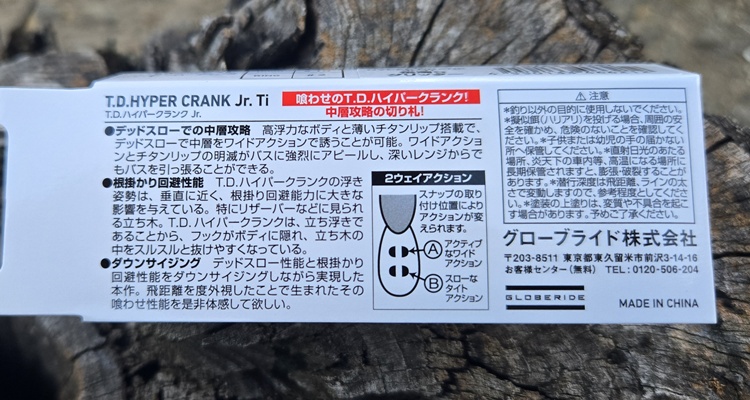 T.D.HYPER CRANK Jr. Ti
T.D.ハイパークランク Jr.
喰わせのT.D.ハイパークランク!
中層攻略の切り札!
●デッドスローでの中層攻略 高浮力なボディと薄いチタンリップ搭載で、
デッドスローで中層をワイドアクションで誘うことが可能。ワイドアクショ
ンとチタンリップの明滅がバスに強烈にアピールし、深いレンジからで
もバスを引っ張ることができる。
●根掛かり回避性能 T.D.ハイパークランクの浮き
姿勢は、垂直に近く、根掛かり回避能力に大きな
影響を与えている。特にリザーバーなどに見られ
る立ち木。T.D.ハイパークランクは、立ち浮きで
あることから、フックがボディに隠れ、立ち木の
中をスルスルと抜けやすくなっている。
●ダウンサイジング デッドスロー性能と根掛かり
回避性能をダウンサイジングしながら実現した
本作。飛距離を度外視したことで生まれたその
喰わせ性能を是非体感して欲しい。
2ウェイアクション
スナップの取り
付け位置により
アクションが変
えられます。
A アクティブ
なワイド
アクション
B スローな
タイト
アクション
⚠注意
*釣り以外の目的に使用しないでください。
*擬似餌(ハリアリ)を投げる場合、周囲の安
全を確かめ、危険のないことを確認してく
ださい。*子供または幼児の手の届かない
所へ保管してください。*直射日光のあたる
場所、炎天下の車内等、高温になる場所に
長期保管されますと、膨張・破裂することが
あります。*潜行深度は飛距離、ラインの太
さで変動しますので、参考程度としてくださ
い。*塗装の上塗りは、変質や不具合を起こ
す場合があります。予めご了承ください。
グローブライド株式会社
〒203-8511 東京都東久留米市前沢3-14-16
お客様センター(無料) TEL:0120-506-204
GLOBERIDE
MADE IN CHINA